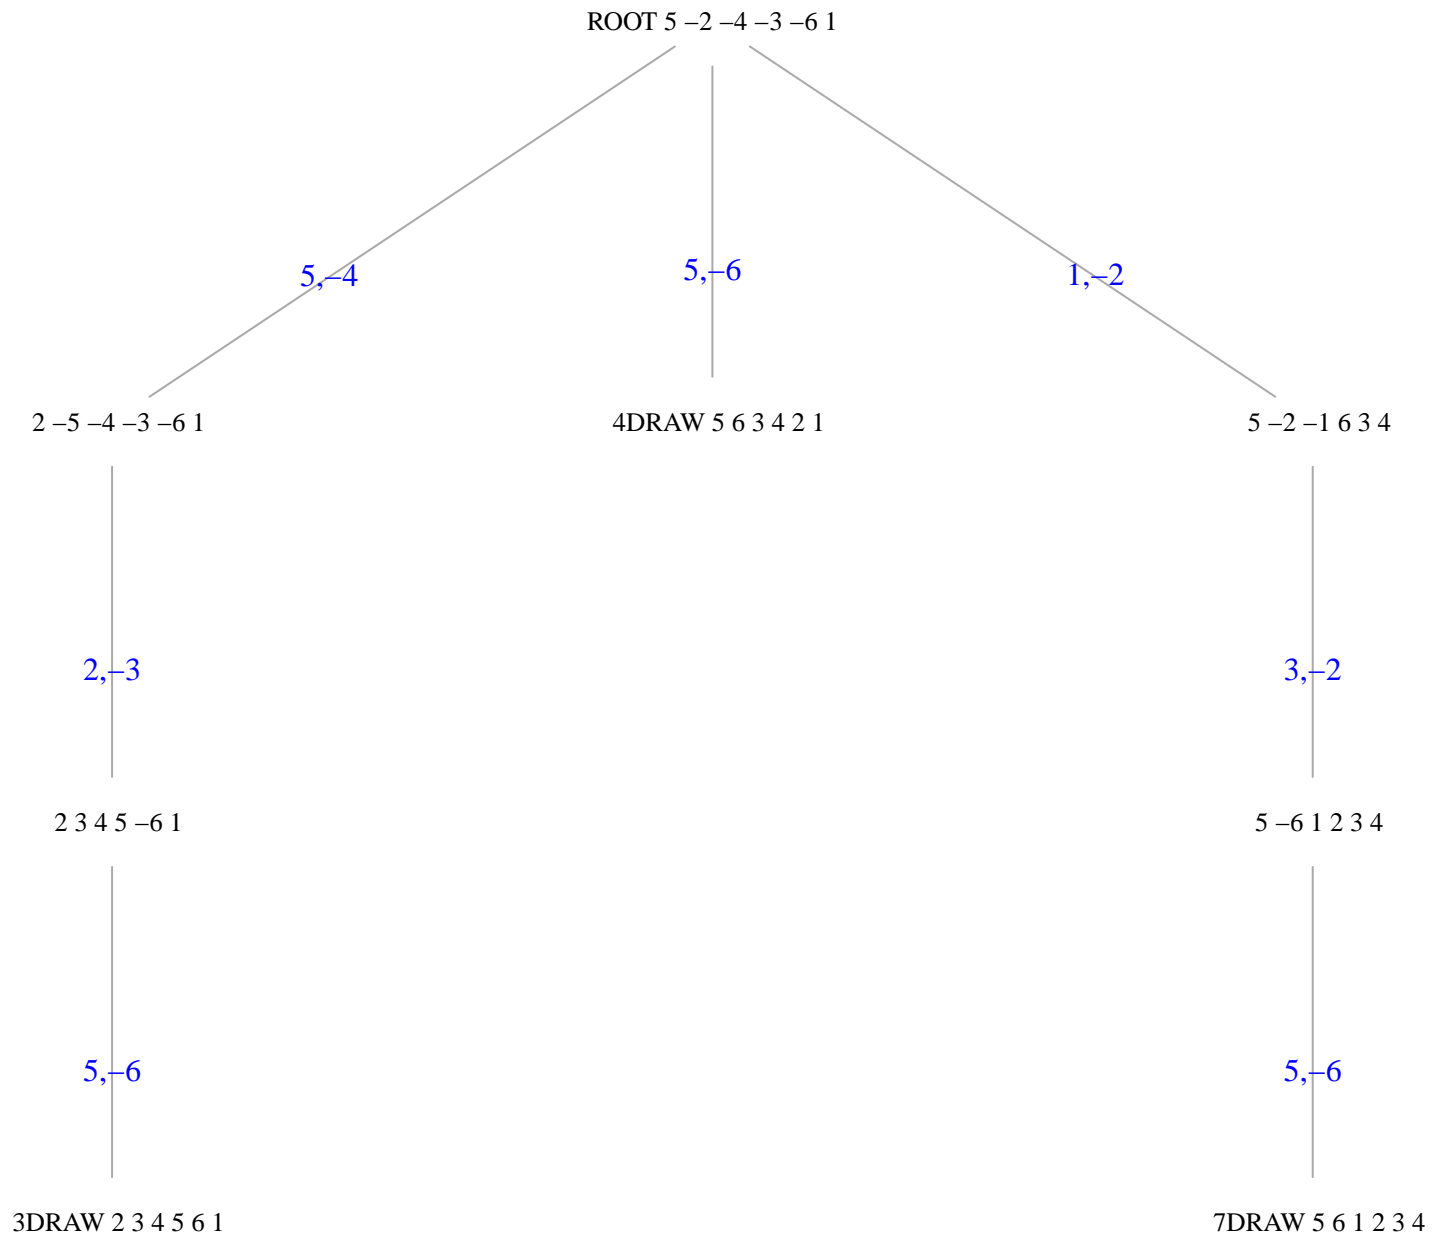 ROOT 5 –2 –4 –3 –6 1
5,–4
5,–6
1,–2
2 –5 –4 –3 –6 1
4DRAW 5 6 3 4 2 1
5 –2 –1 6 3 4
2,–3
3,–2
2 3 4 5 –6 1
5 –6 1 2 3 4
5,–6
5,–6
3DRAW 2 3 4 5 6 1
7DRAW 5 6 1 2 3 4